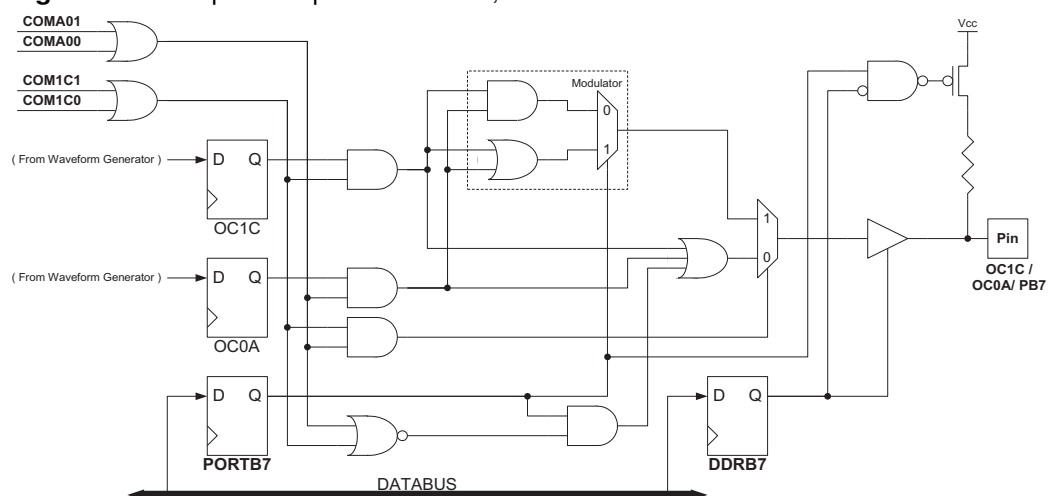 COMA01
COMA00
Vcc
COM1C1
COM1C0
Modulator
0
1
( From Waveform Generator )
D Q
OC1C
1
0
Pin
OC1C /
OC0A/ PB7
( From Waveform Generator )
D Q
OC0A
D Q
PORTB7
D Q
DDRB7
DATABUS